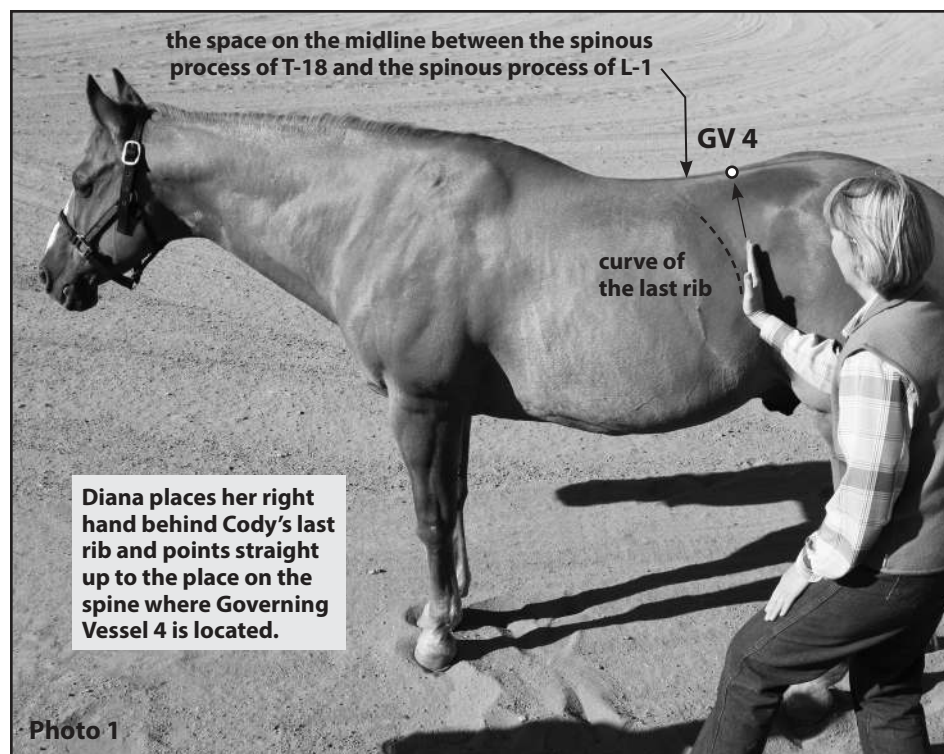 the space on the midline between the spinous
process of T-18 and the spinous process of L-1
GV 4
curve of
the last rib
Diana places her right
hand behind Cody's last
rib and points straight
up to the place on the
spine where Governing
Vessel 4 is located.
Photo 1